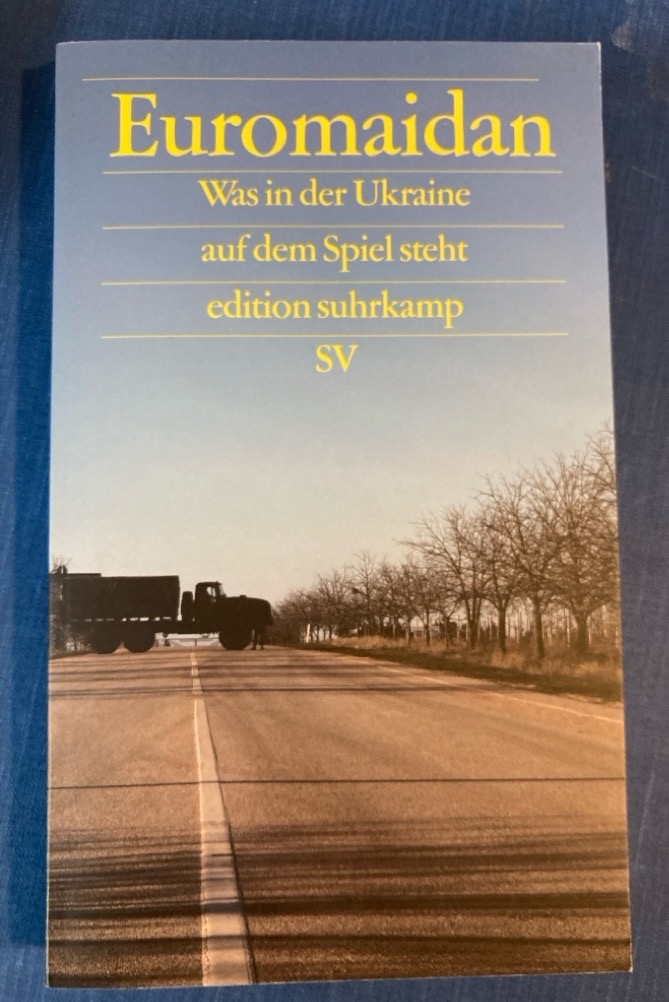 Euromaidan
Was in der Ukraine
auf dem Spiel steht
edition suhrkamp
SV